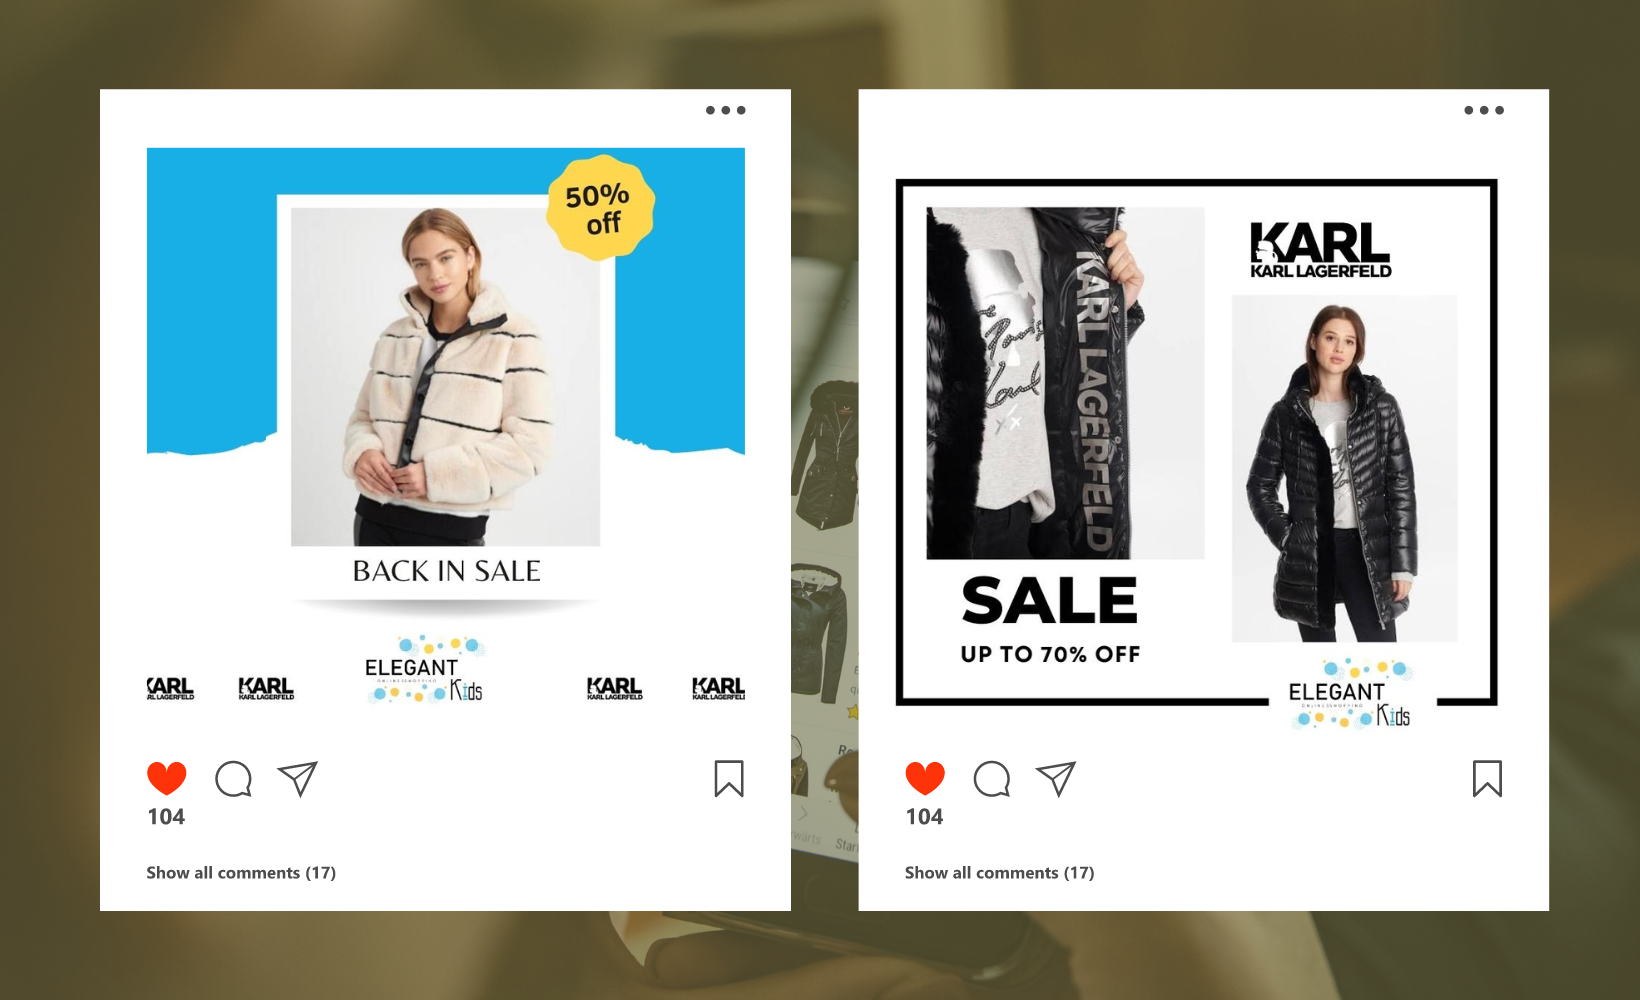 50%
off
BACK IN SALE
KARL
KARL LAGERFELD
KARL
KARL LAGERFELD
ELEGANT
ONLINESHOPPING
Kids
KARL
KARL LAGERFELD
KARL
KARL LAGERFELD
104
Show all comments (17)
KARL LAGERFELD
KARL
KARL LAGERFELD
SALE
UP TO 70% OFF
ELEGANT
ONLINESHOPPING
Kids
104
Show all comments (17)